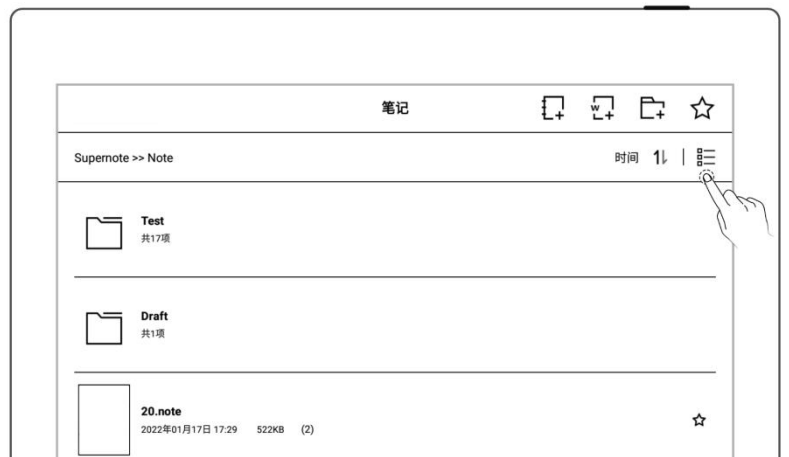 笔记
Supernote >> Note
时间
Test
共17项
Draft
共1项
20.note
2022年01月17日 17:29 522KB (2)